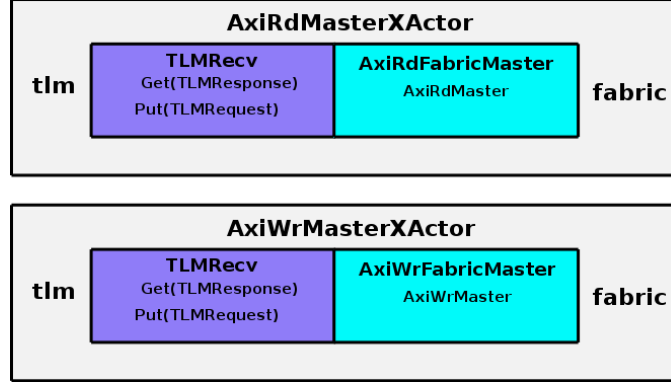 AxiRdMasterXActor
tlm
TLMRecv
Get(TLMResponse)
Put(TLMRequest)
AxiRdFabricMaster
AxiRdMaster
fabric
AxiWrMasterXActor
tlm
TLMRecv
Get(TLMResponse)
Put(TLMRequest)
AxiWrFabricMaster
AxiWrMaster
fabric